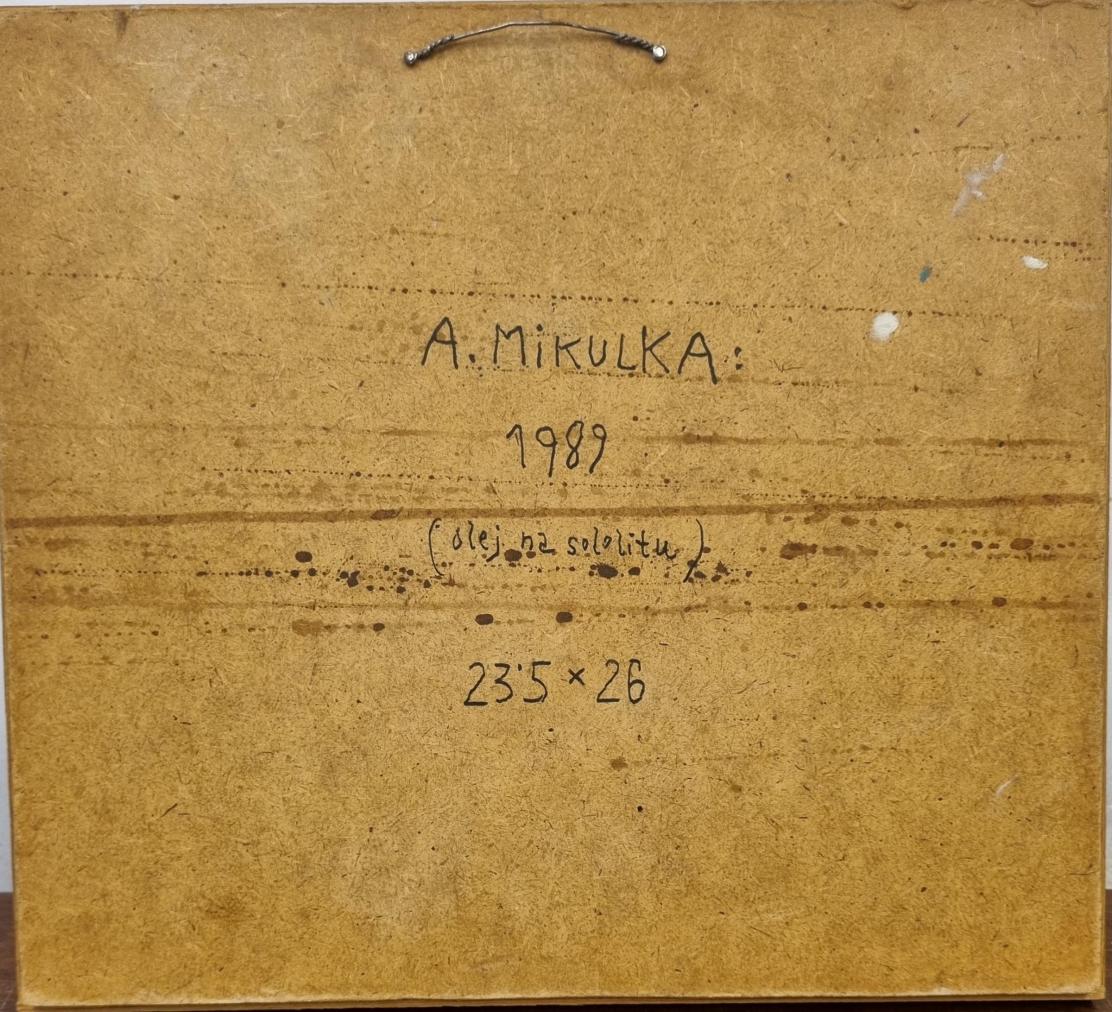 A. MiKULKA:
1989
(olej na sololitu)
23'5 × 26